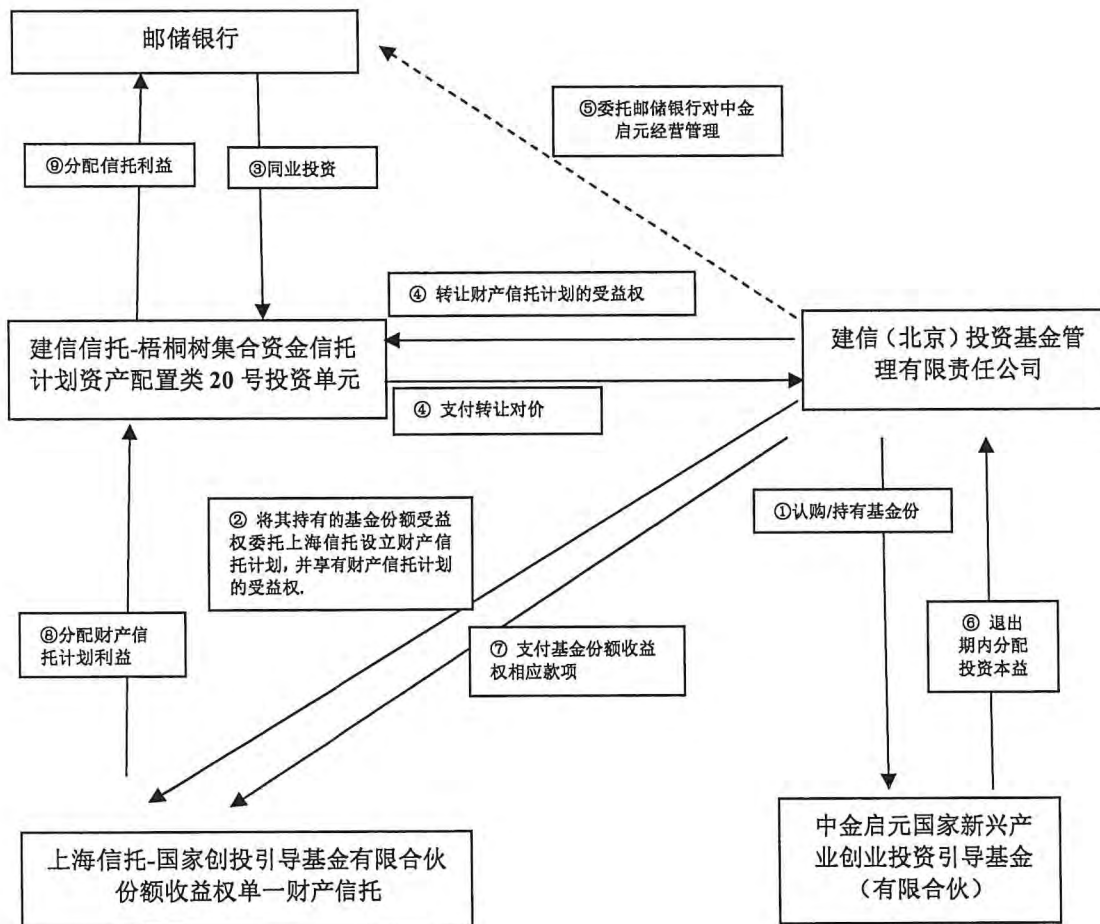 邮储银行
⑤委托邮储银行对中金
启元经营管理
⑨分配信托利益
③同业投资
④ 转让财产信托计划的受益权
建信信托-梧桐树集合资金信托
计划资产配置类 20 号投资单元
建信（北京）投资基金管
理有限责任公司
④ 支付转让对价
② 将其持有的基金份额受益
权委托上海信托设立财产信
托计划，并享有财产信托计划
的受益权.
①认购/持有基金份
⑧分配财产信
托计划利益
⑦ 支付基金份额收益
权相应款项
⑥ 退出
期内分配
投资本益
上海信托-国家创投引导基金有限合伙
份额收益权单一财产信托
中金启元国家新兴产
业创业投资引导基金
（有限合伙）